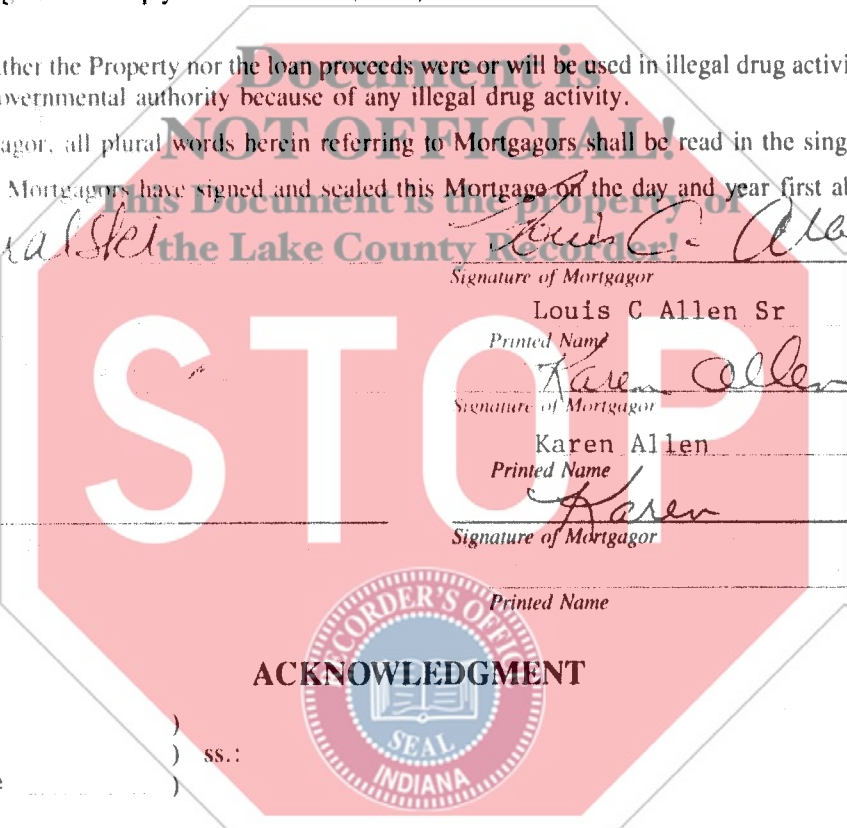 Document is
ther the Property nor the loan proceeds were or will be used in illegal drug activi
overnmental authority because of any illegal drug activity.
NOT OFFICIAL!
agor, all plural words herein referring to Mortgagors shall be read in the sing
Mortgagors have signed and sealed this Mortgage on the day and year first ab
This Document is the property of
the Lake County Recorder!
Louis C.
Signature of Mortgagor
Louis C Allen Sr
Printed Name
Karen Allen
Signature of Mortgagor
Karen Allen
Printed Name
Karen
Signature of Mortgagor
Printed Name
STOP
RECORDER'S OFFICE
ACKNOWLEDGMENT
SEAL
INDIANA
)
) ss.:
)